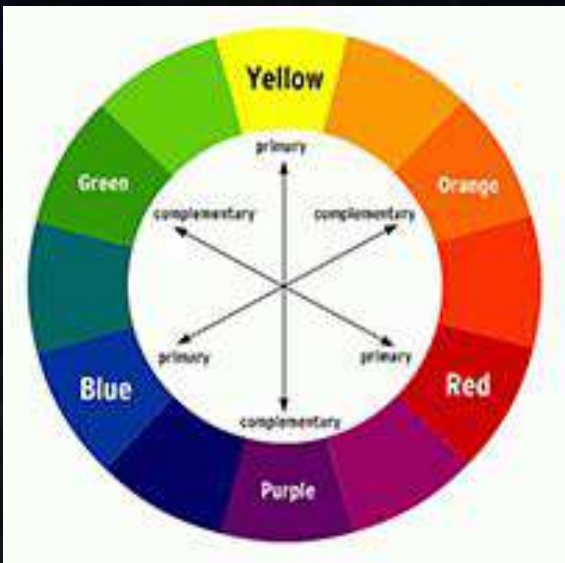 Yellow
primary
Green
Orange
complementary
complementary
primary
primary
Blue
Red
complementary
Purple